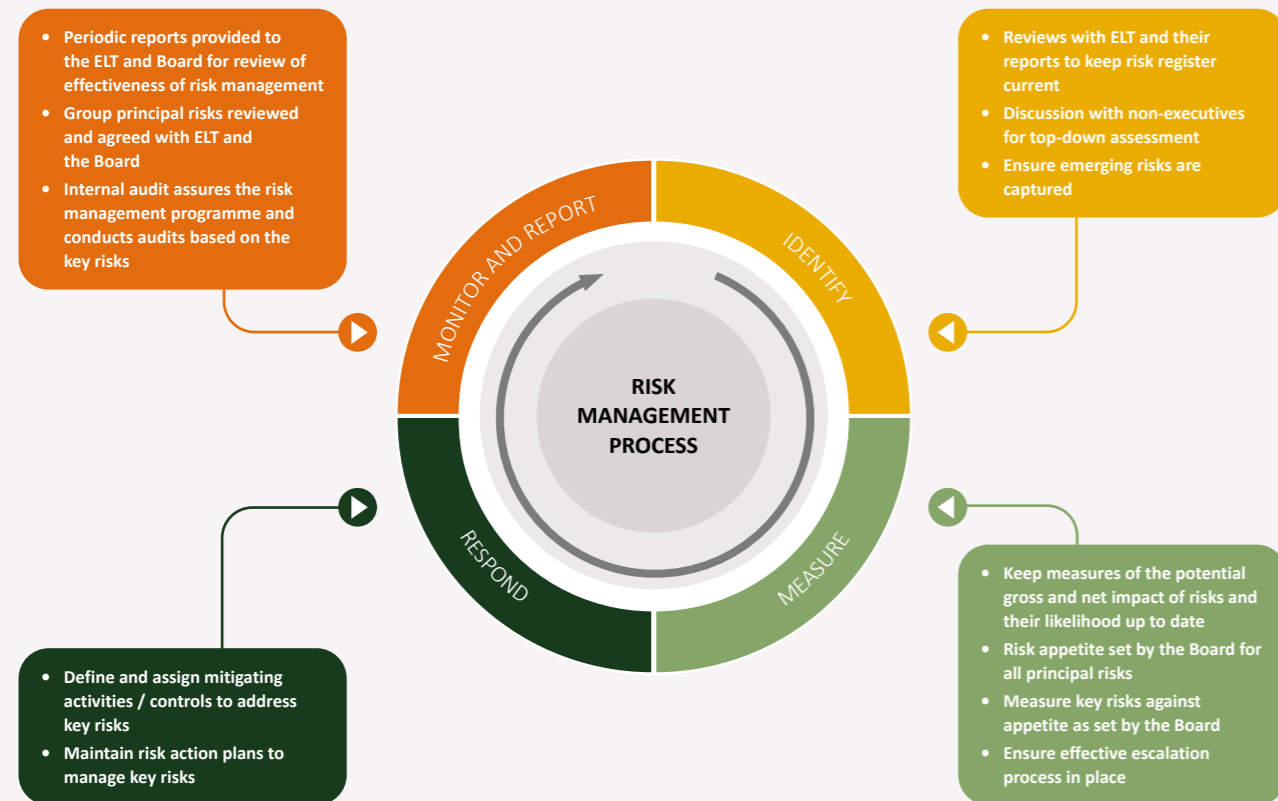 • Periodic reports provided to
the ELT and Board for review of
effectiveness of risk management
• Group principal risks reviewed
and agreed with ELT and
the Board
• Internal audit assures the risk
management programme and
conducts audits based on the
key risks
• Reviews with ELT and their
reports to keep risk register
current
• Discussion with non-executives
for top-down assessment
• Ensure emerging risks are
captured
MONITOR AND REPORT
IDENTIFY
RISK
MANAGEMENT
PROCESS
RESPOND
MEASURE
• Define and assign mitigating
activities / controls to address
key risks
• Maintain risk action plans to
manage key risks
• Keep measures of the potential
gross and net impact of risks and
their likelihood up to date
• Risk appetite set by the Board for
all principal risks
• Measure key risks against
appetite as set by the Board
• Ensure effective escalation
process in place